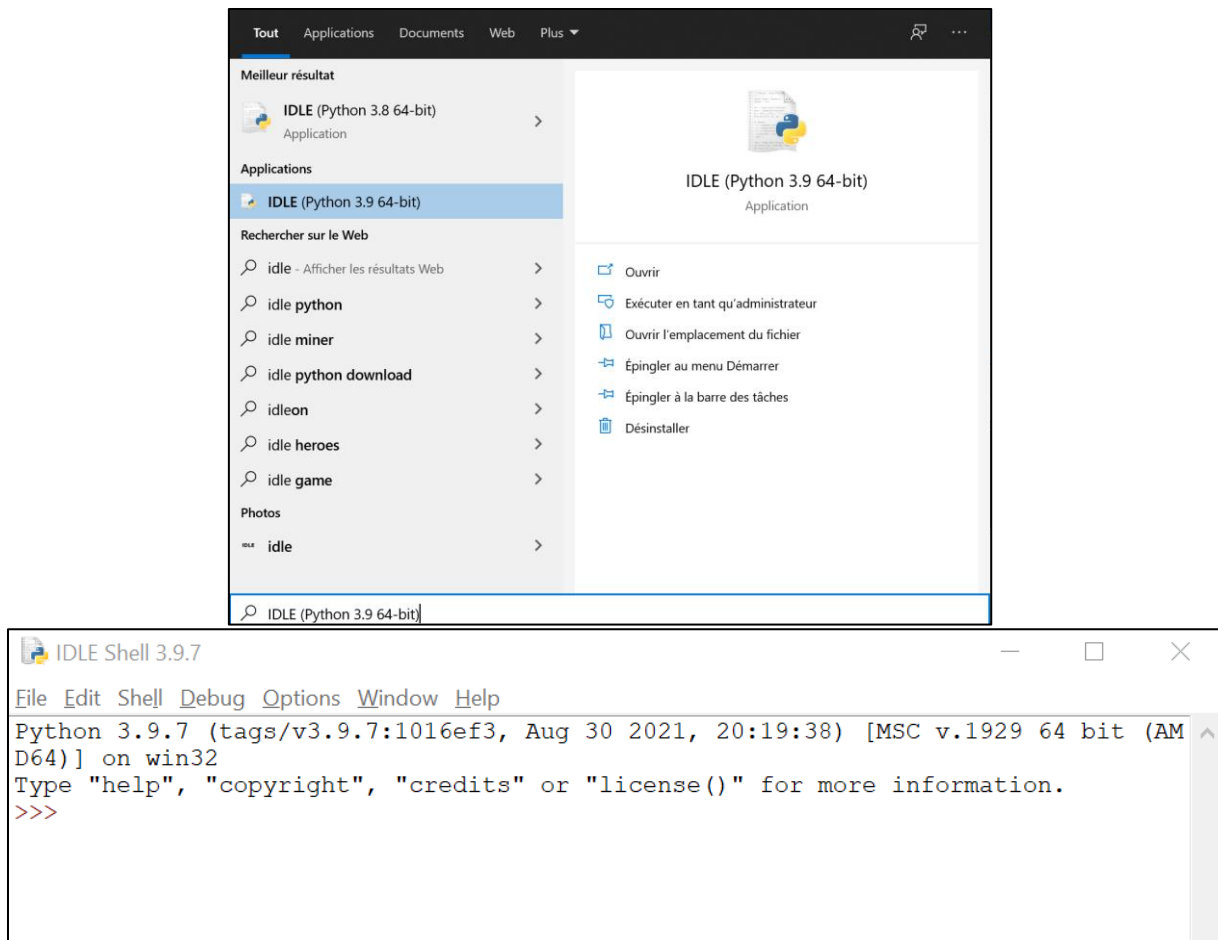 Tout Applications Documents Web Plus
Meilleur résultat
IDLE (Python 3.8 64-bit)
Application
Applications
IDLE (Python 3.9 64-bit)
Rechercher sur le Web
idle - Afficher les résultats Web
idle python
idle miner
idle python download
idleon
idle heroes
idle game
Photos
IDLE idle
IDLE (Python 3.9 64-bit)
IDLE (Python 3.9 64-bit)
Application
Ouvrir
Exécuter en tant qu'administrateur
Ouvrir l'emplacement du fichier
Épingler au menu Démarrer
Épingler à la barre des tâches
Désinstaller
IDLE Shell 3.9.7
File Edit Shell Debug Options Window Help
Python 3.9.7 (tags/v3.9.7:1016ef3, Aug 30 2021, 20:19:38) [MSC v.1929 64 bit (AM
D64)] on win32
Type "help", "copyright", "credits" or "license()" for more information.
>>>